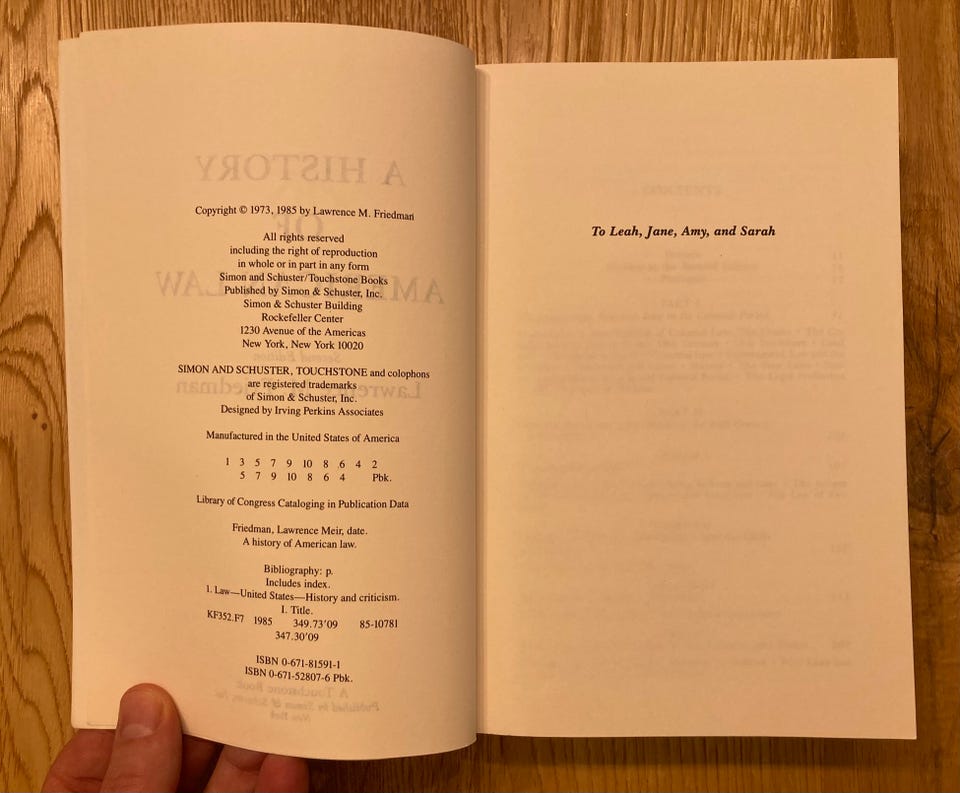 Copyright © 1973, 1985 by Lawrence M. Friedman
All rights reserved
including the right of reproduction
in whole or in part in any form
Simon and Schuster/Touchstone Books
Published by Simon & Schuster, Inc.
Simon & Schuster Building
Rockefeller Center
1230 Avenue of the Americas
New York, New York 10020
SIMON AND SCHUSTER, TOUCHSTONE and colophons
are registered trademarks
of Simon & Schuster, Inc.
Designed by Irving Perkins Associates
Manufactured in the United States of America
1 3 5 7 9 10 8 6 4 2
5 7 9 10 8 6 4 Pbk.
Library of Congress Cataloging in Publication Data
Friedman, Lawrence Meir, date.
A history of American law.
Bibliography: p.
Includes index.
1. Law—United States—History and criticism.
I. Title.
KF352.F7 1985 349.73'09 85-10781
347.30'09
ISBN 0-671-81591-1
ISBN 0-671-52807-6 Pbk.
To Leah, Jane, Amy, and Sarah